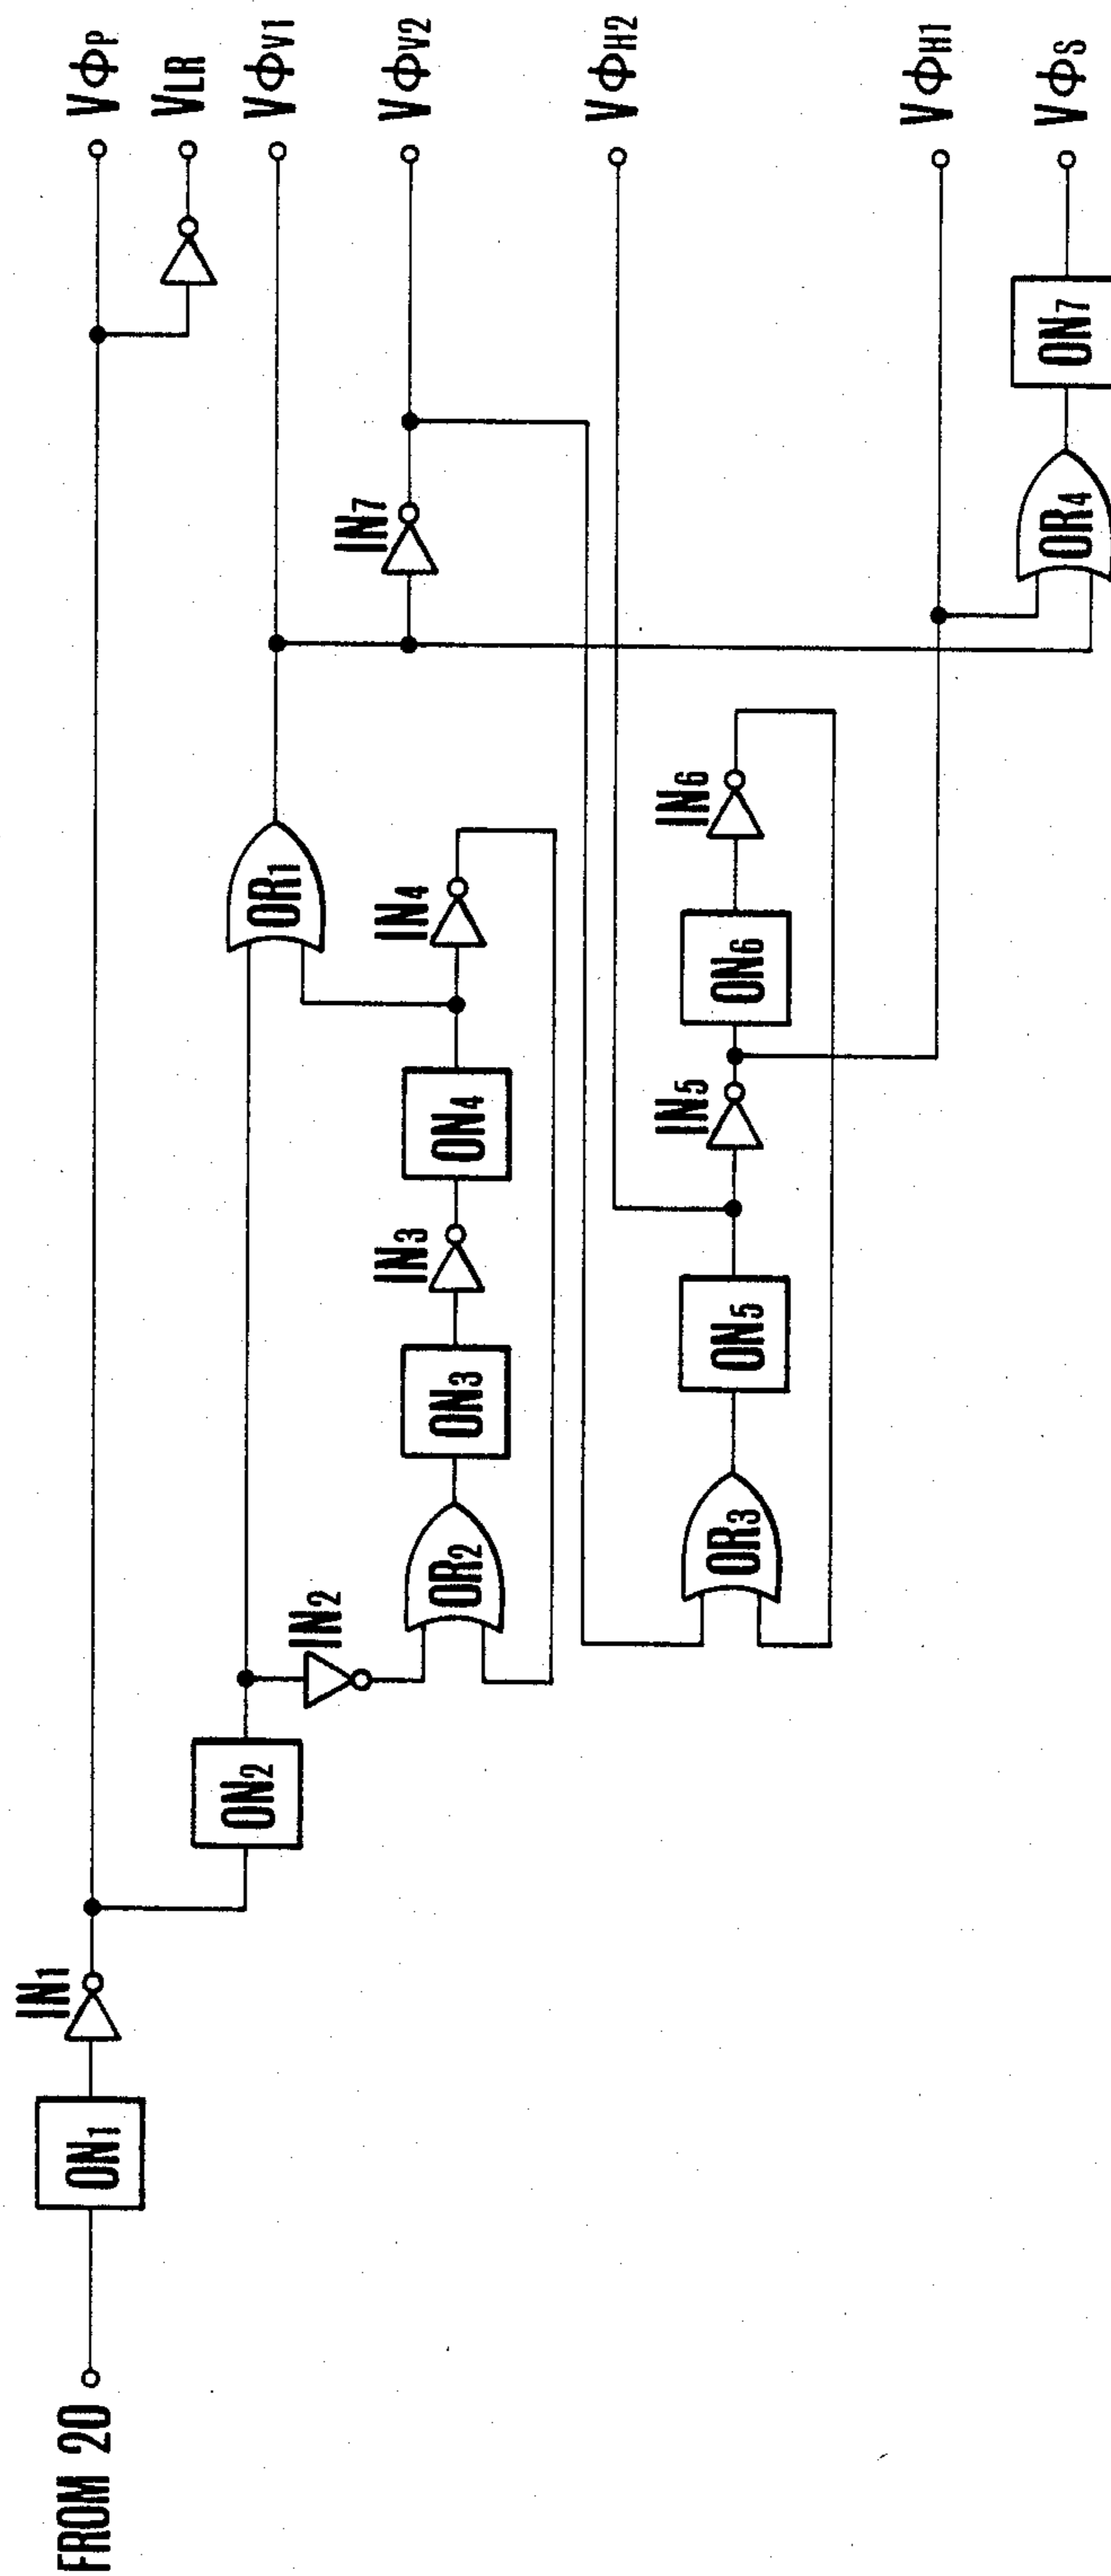 FROM 20
ON1
IN1
VΦP
VLR
ON2
OR1
VΦV1
IN2
OR2
ON3
IN3
ON4
IN4
IN7
VΦV2
VΦH2
OR3
ON5
IN5
ON6
IN6
VΦH1
OR4
ON7
VΦS